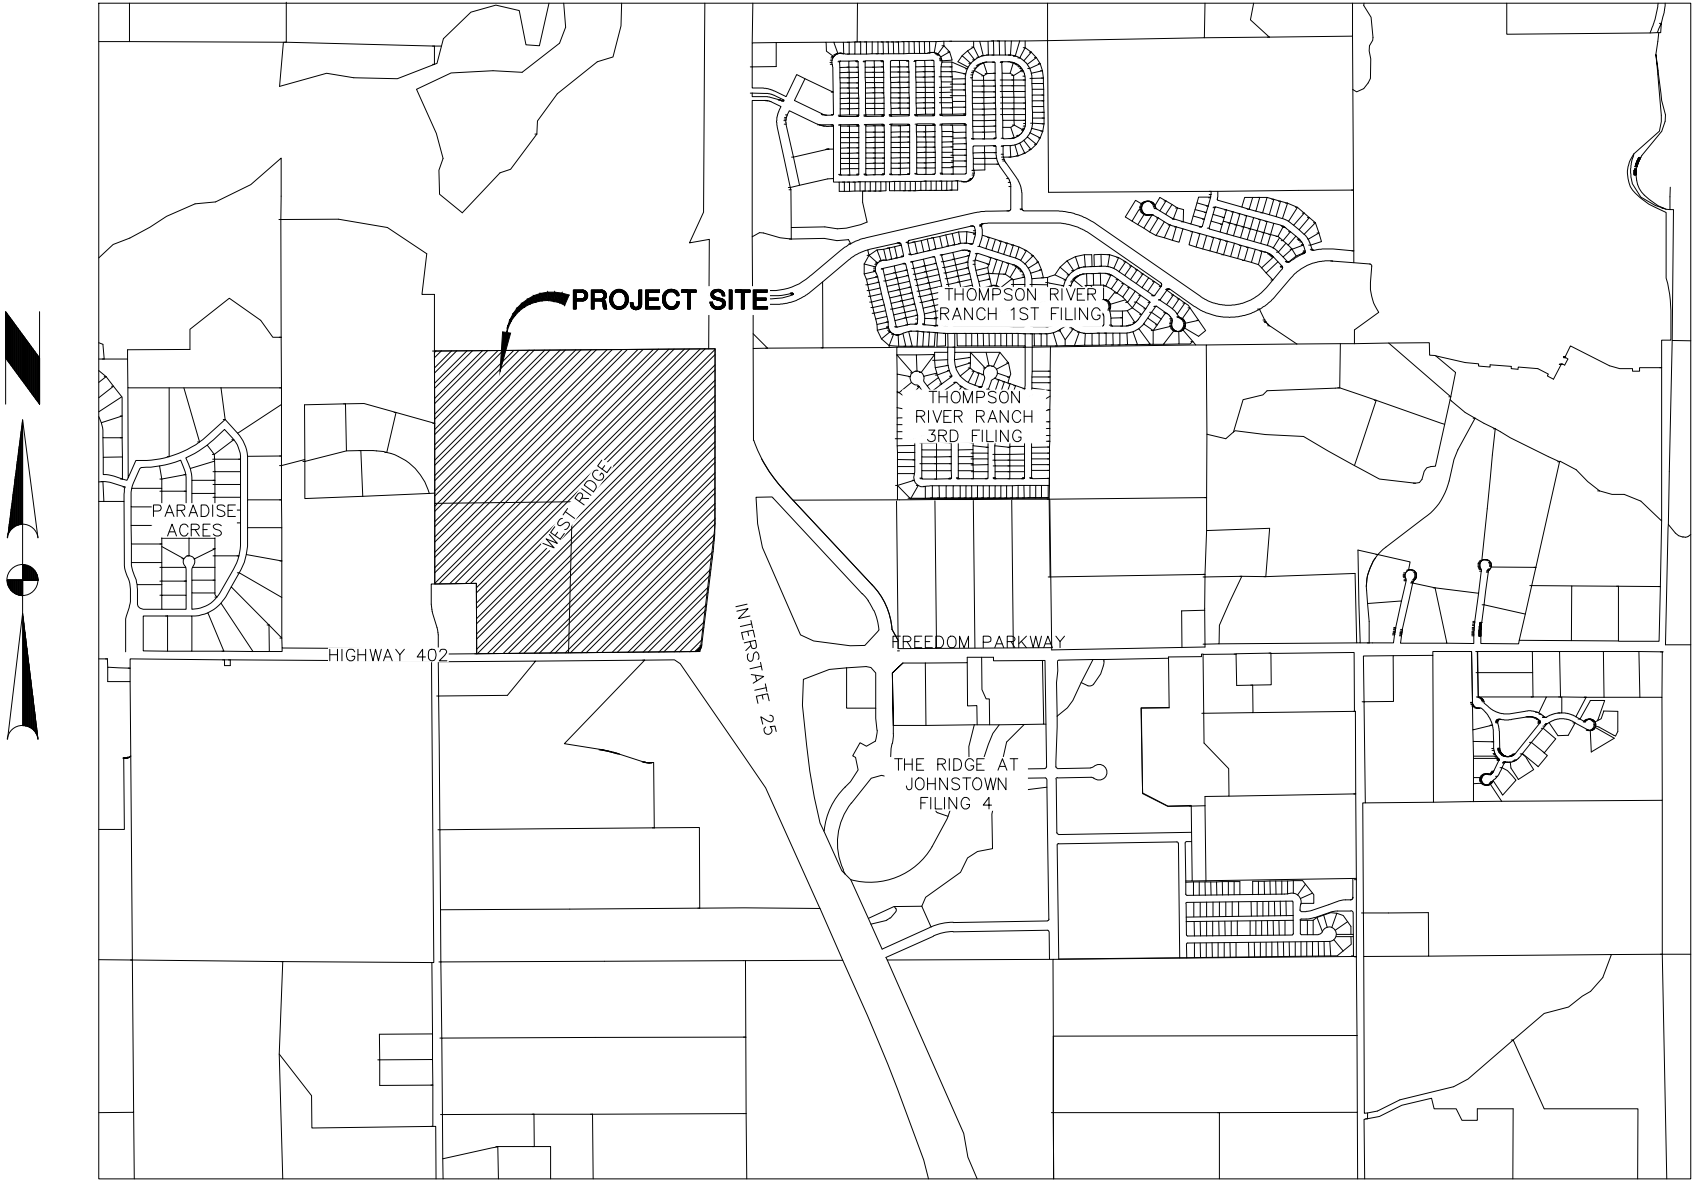 N
PROJECT SITE
THOMPSON RIVER
RANCH 1ST FILING
THOMPSON
RIVER RANCH
3RD FILING
WEST RIDGE
PARADISE
ACRES
HIGHWAY 402
INTERSTATE 25
FREEDOM PARKWAY
THE RIDGE AT
JOHNSTOWN
FILING 4